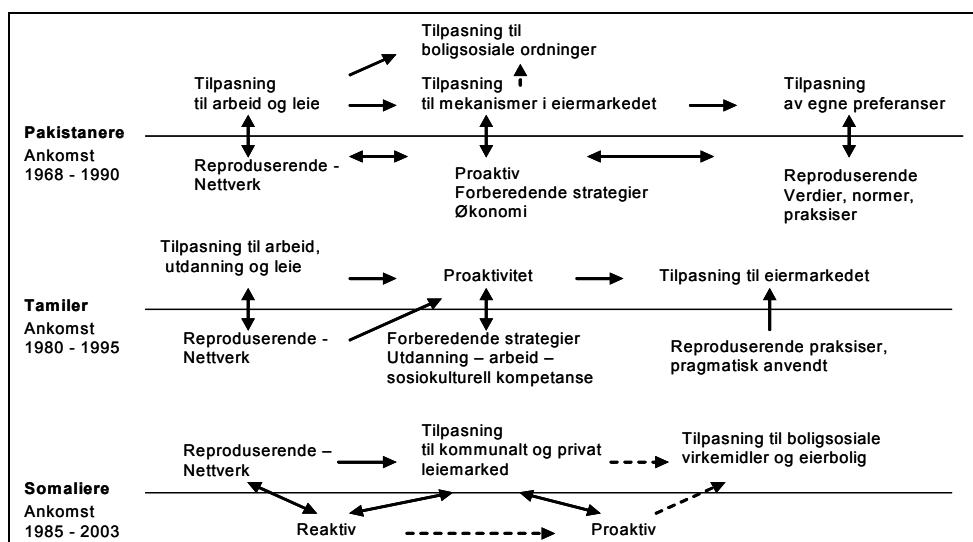 Tilpasning til
boligsosiale ordninger
Tilpasning
til arbeid og leie
Tilpasning
til mekanismer i eiermarkedet
Tilpasning
av egne preferanser
Pakistanere
Ankomst
1968 - 1990
Reproduserende -
Nettverk
Proaktiv
Forberedende strategier
Økonomi
Reproduserende
Verdier, normer,
praksiser
Tilpasning til arbeid,
utdanning og leie
Proaktivitet
Tilpasning til eiermarkedet
Tamiler
Ankomst
1980 - 1995
Reproduserende -
Nettverk
Forberedende strategier
Utdanning – arbeid –
sosiokulturell kompetanse
Reproduserende praksiser,
pragmatisk anvendt
Reproduserende –
Nettverk
Tilpasning
til kommunalt og privat
leiemarked
Tilpasning til boligsosiale
virkemidler og eierbolig
Somaliere
Ankomst
1985 - 2003
Reaktiv
Proaktiv